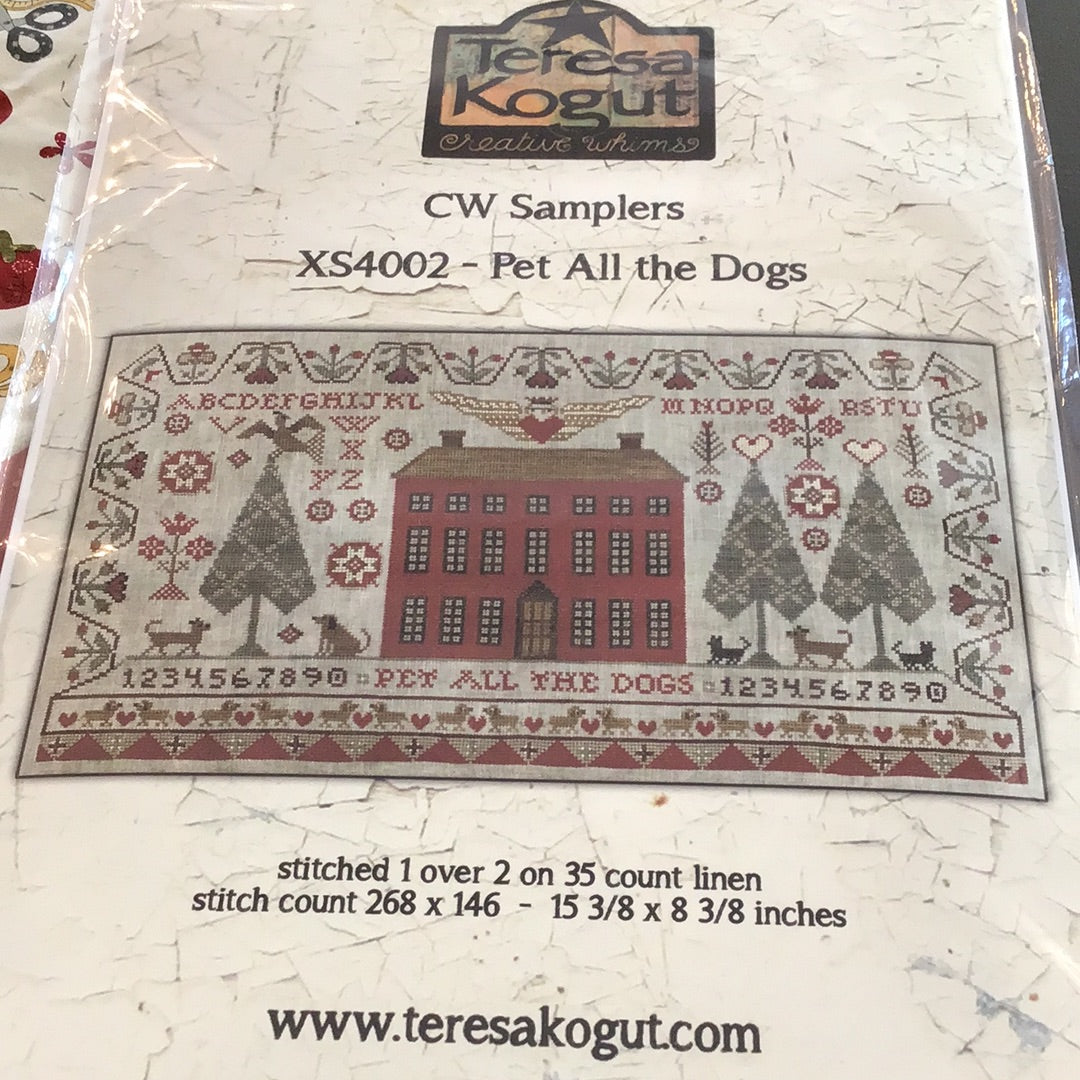 Teresa
Kogut
creative whims
CW Samplers
XS4002 - Pet All the Dogs
ABCDEFGHIJKL
MNOPQ RSTU
V W
X
YZ
1234567890 PET ALL THE DOGS 1234567890
stitched 1 over 2 on 35 count linen
stitch count 268 x 146 - 15 3/8 x 8 3/8 inches
www.teresakogut.com